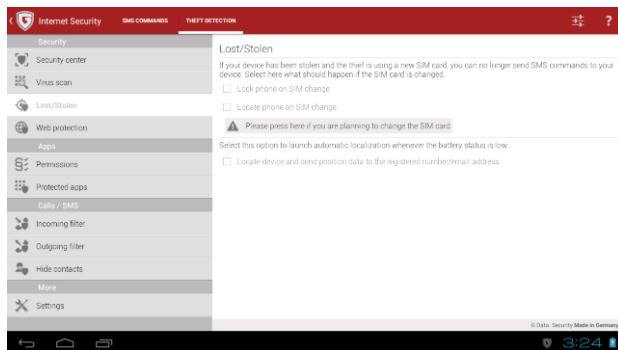 Internet Security SMS COMMANDS THEFT DETECTION ?
Security
Security center
Virus scan
Lost/Stolen
Web protection
Apps
Permissions
Protected apps
Calls / SMS
Incoming filter
Outgoing filter
Hide contacts
More
Settings
Lost/Stolen
If your device has been stolen and the thief is using a new SIM card, you can no longer send SMS commands to your
device. Select here what should happen if the SIM card is changed.
Lock phone on SIM change
Locate phone on SIM change
Please press here if you are planning to change the SIM card.
Select this option to launch automatic localization whenever the battery status is low
Locate device and send position data to the registered number/email address
© Data Security Made in Germany
3:24